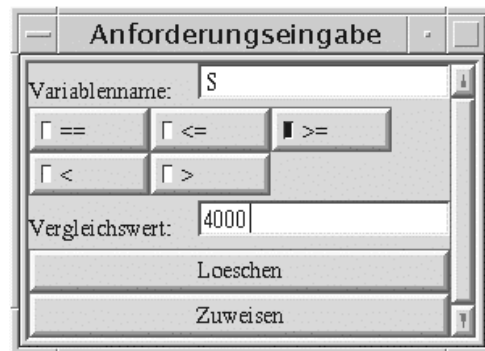 Anforderungseingabe
Variablenname: S
== <= >=
< >
Vergleichswert: 4000
Loeschen
Zuweisen